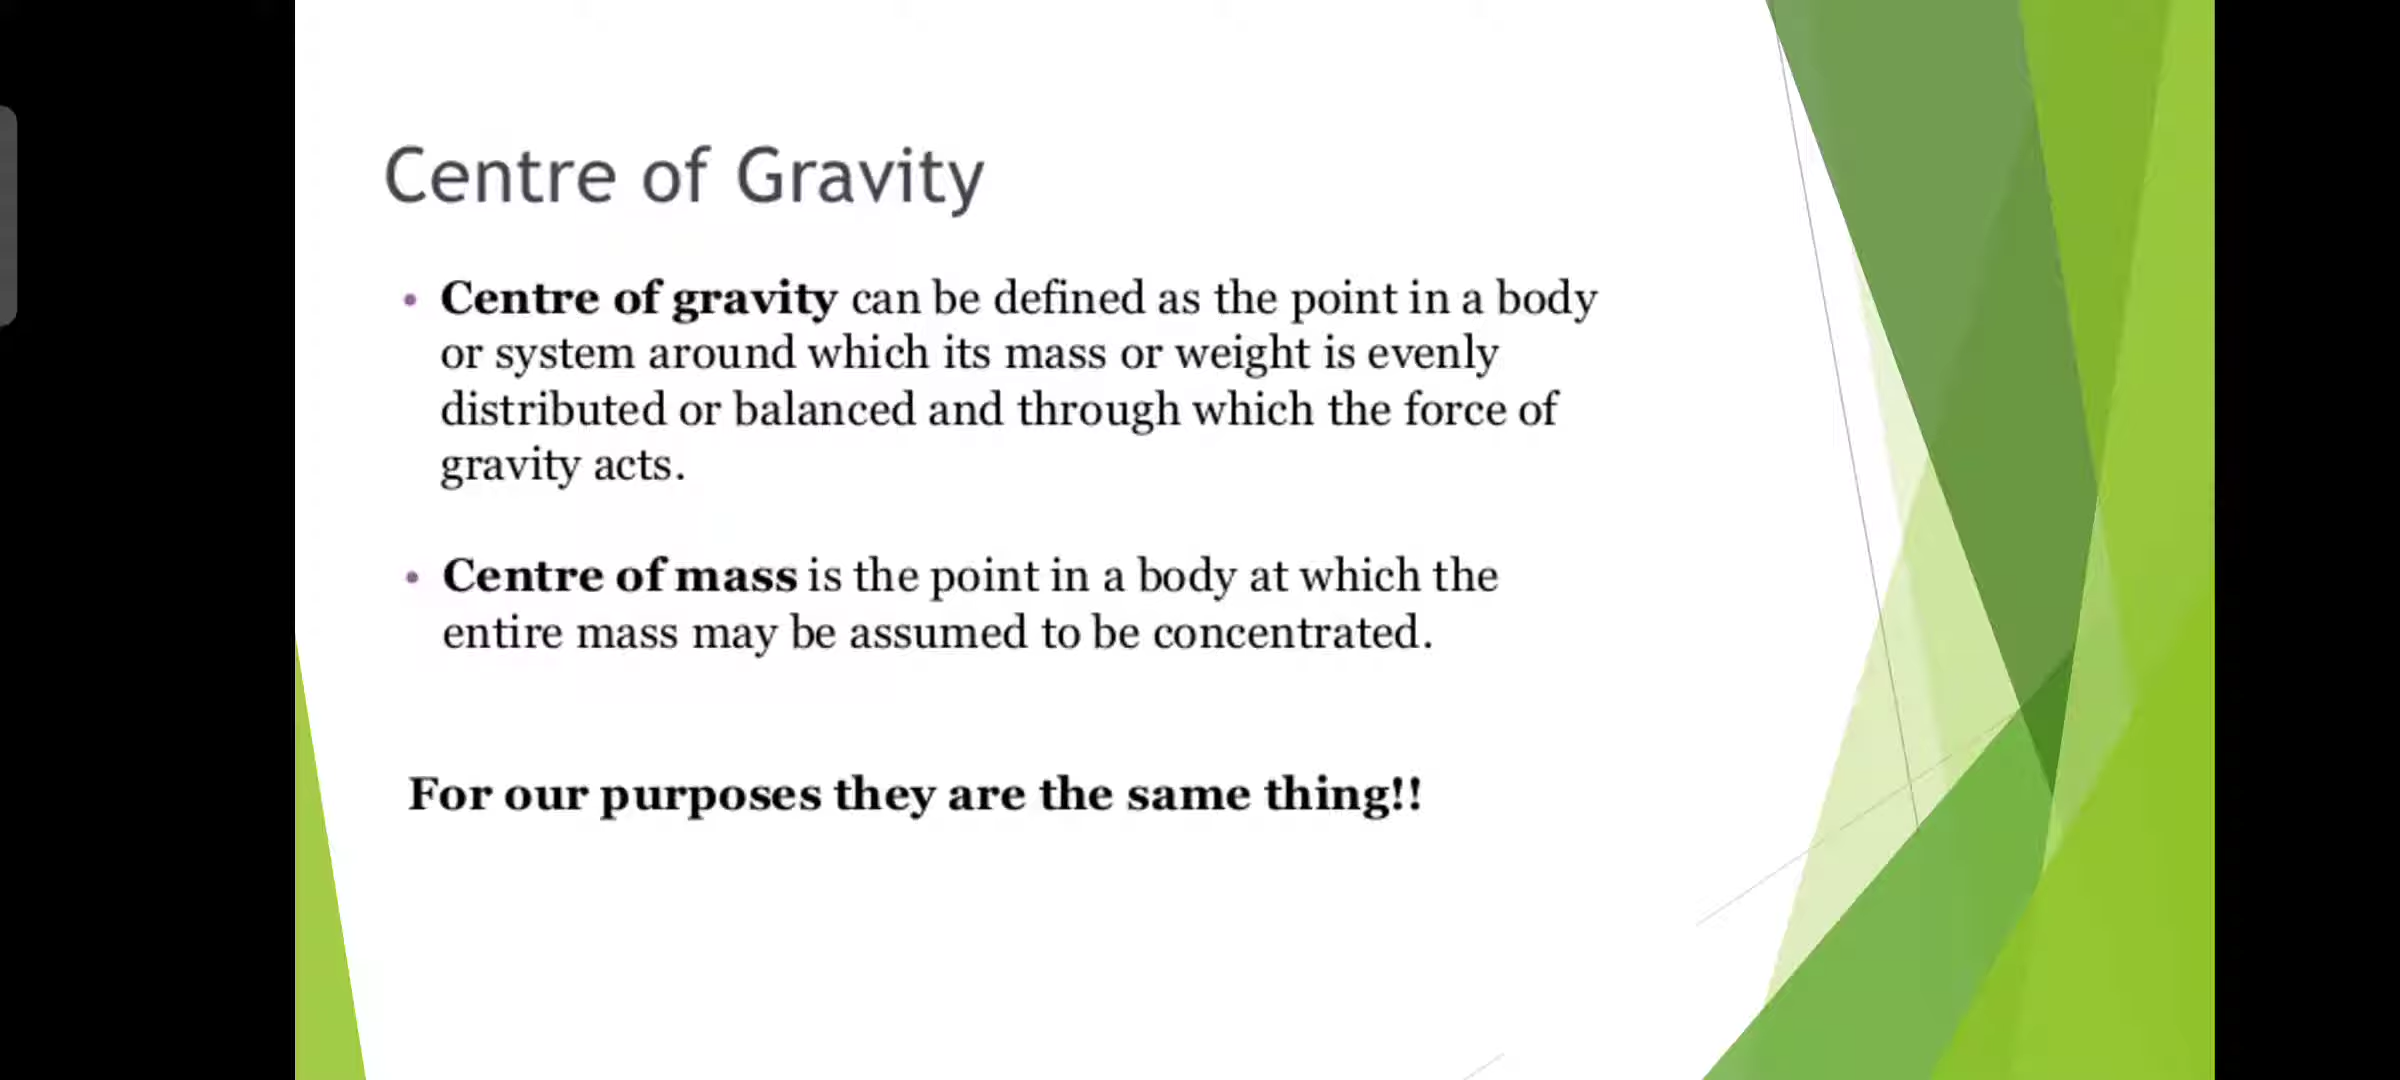 Centre of Gravity
• Centre of gravity can be defined as the point in a body
or system around which its mass or weight is evenly
distributed or balanced and through which the force of
gravity acts.
• Centre of mass is the point in a body at which the
entire mass may be assumed to be concentrated.
For our purposes they are the same thing!!